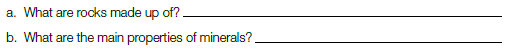 a. What are rocks made up of?
b. What are the main properties of minerals?